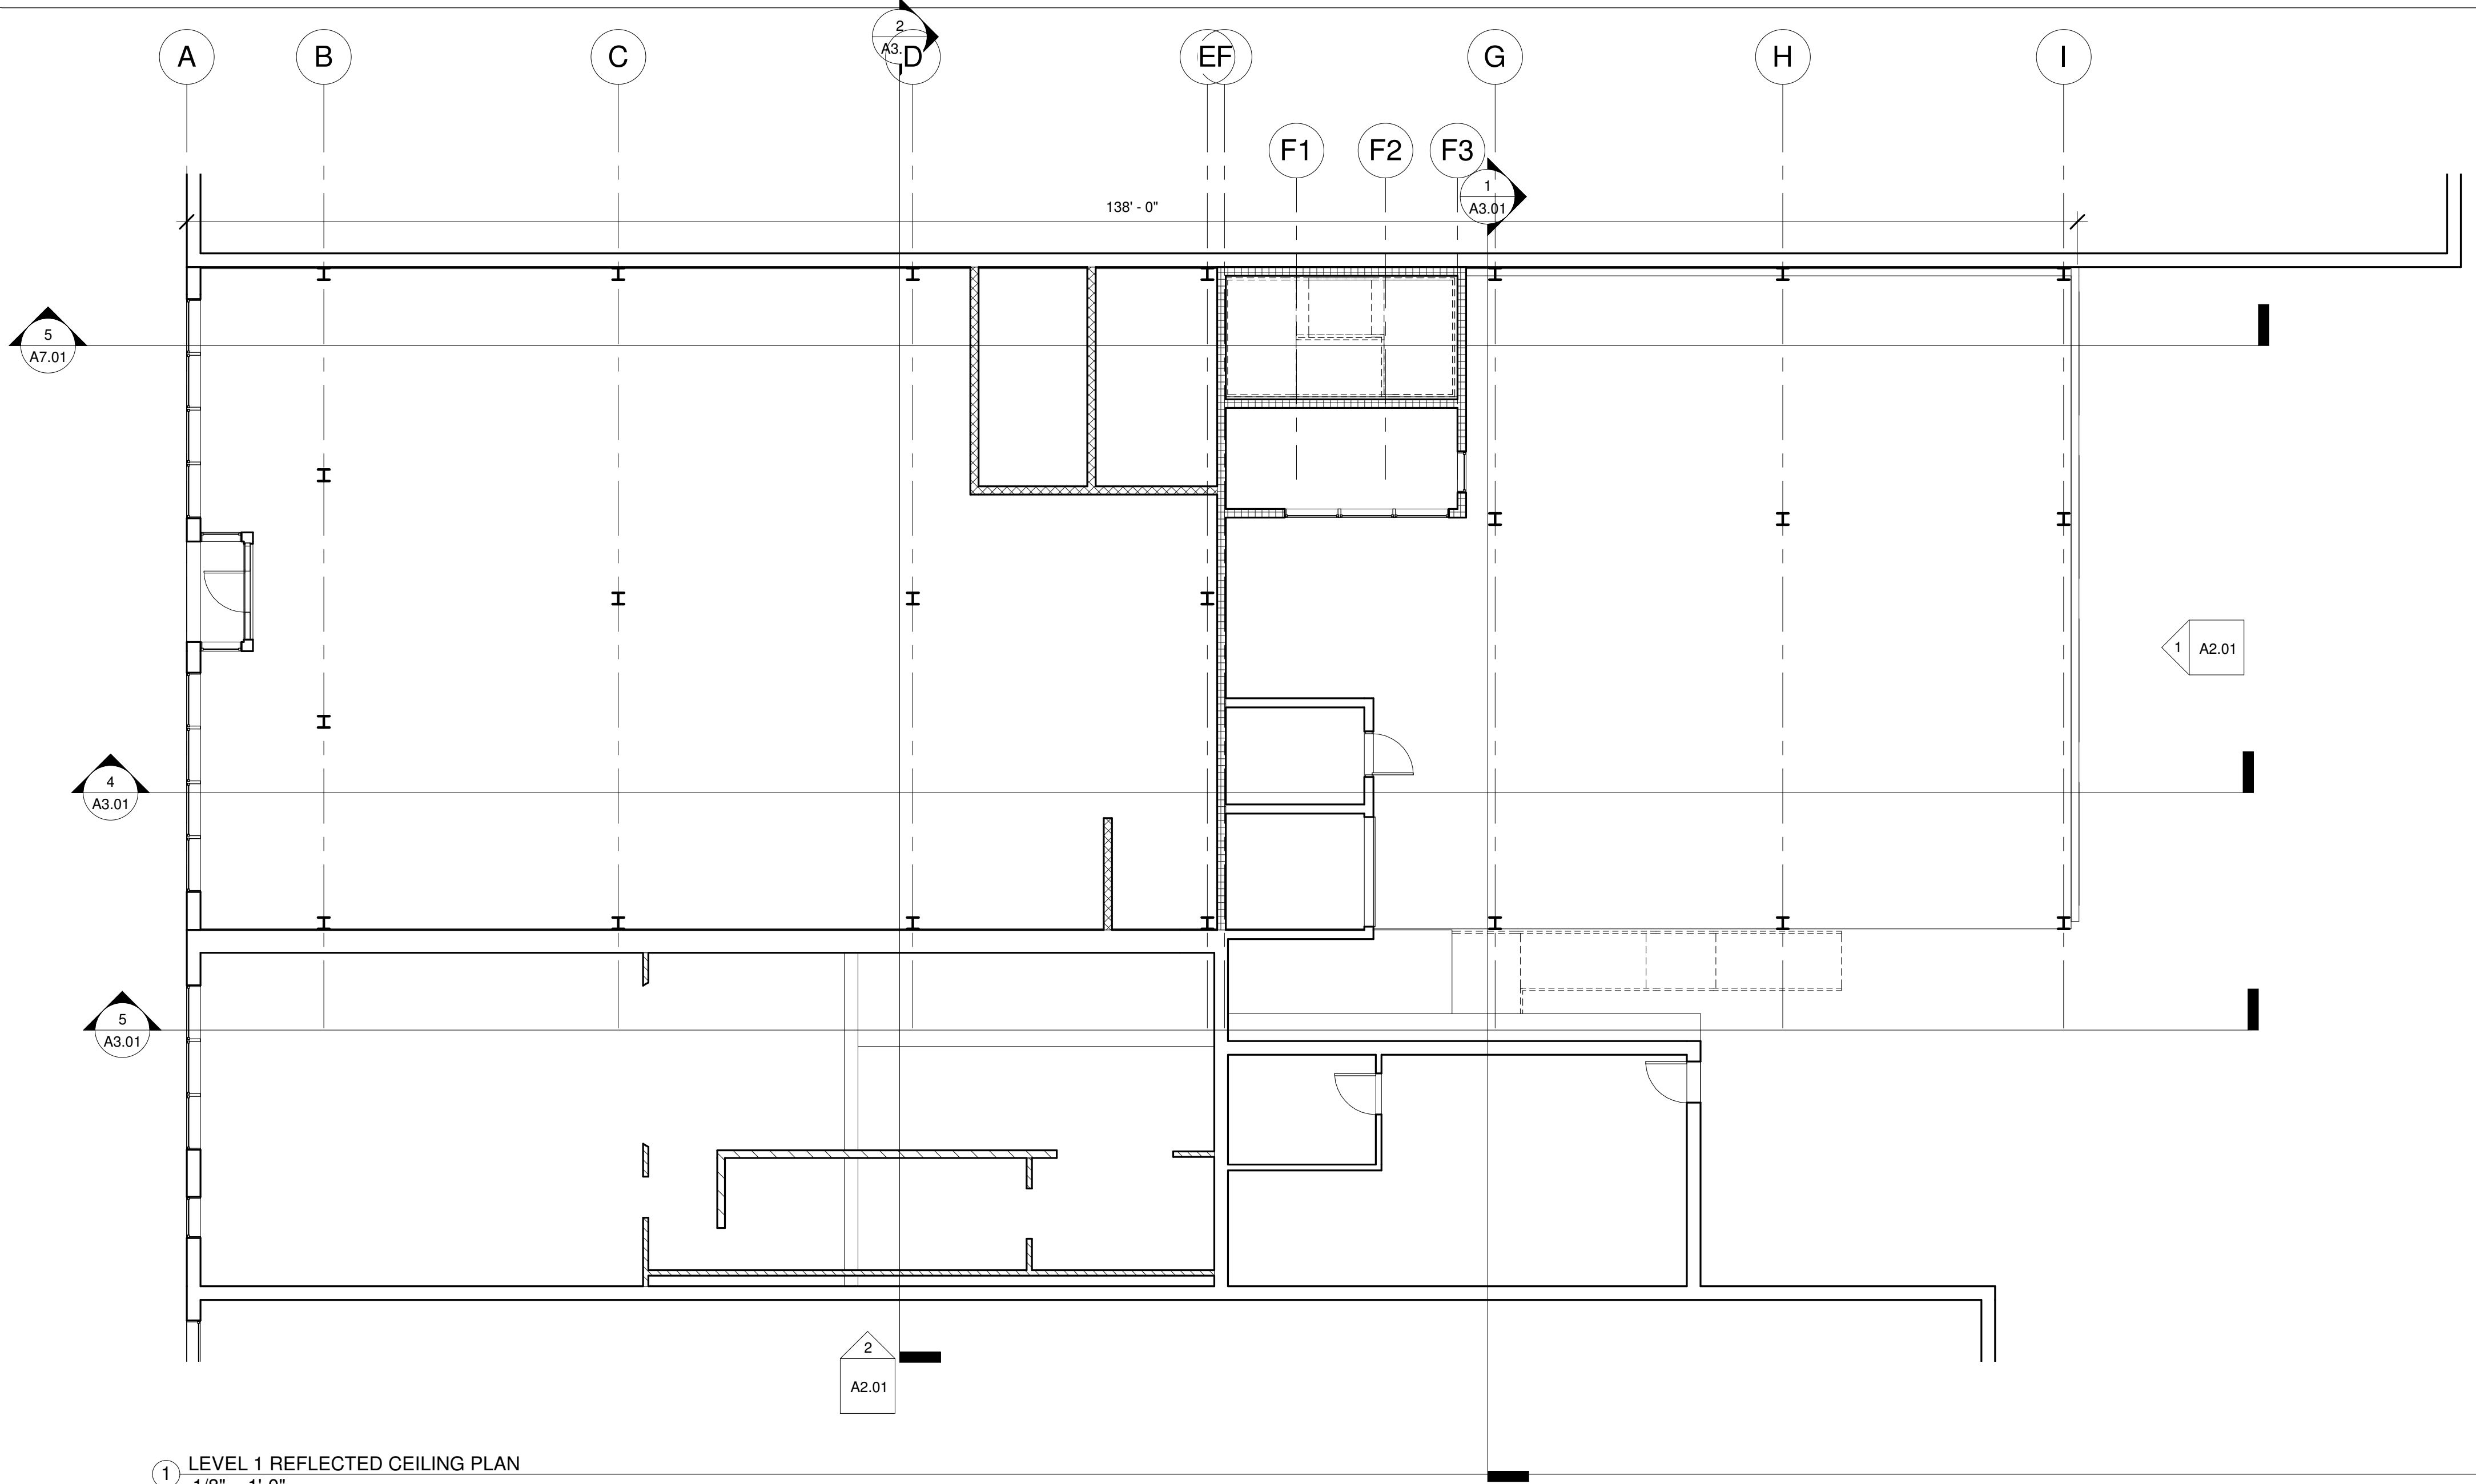 2
A3.
A
B
C
D
E
F
G
H
I
F1
F2
F3
1
A3.01
138' - 0"
5
A7.01
1
A2.01
4
A3.01
5
A3.01
2
A2.01
1
LEVEL 1 REFLECTED CEILING PLAN